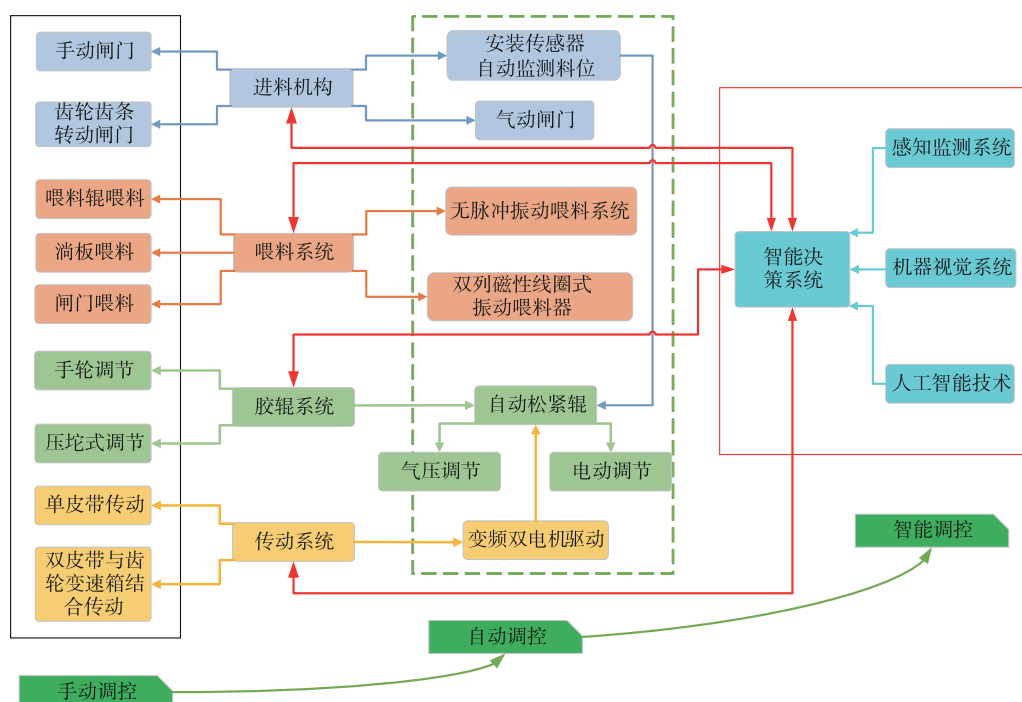 手动闸门
齿轮齿条
转动闸门
进料机构
安装传感器
自动监测料位
气动闸门
喂料辊喂料
淌板喂料
闸门喂料
喂料系统
无脉冲振动喂料系统
双列磁性线圈式
振动喂料器
手轮调节
压坨式调节
胶辊系统
自动松紧辊
气压调节
电动调节
单皮带传动
双皮带与齿
轮变速箱结
合传动
传动系统
变频双电机驱动
智能决
策系统
感知监测系统
机器视觉系统
人工智能技术
手动调控
自动调控
智能调控